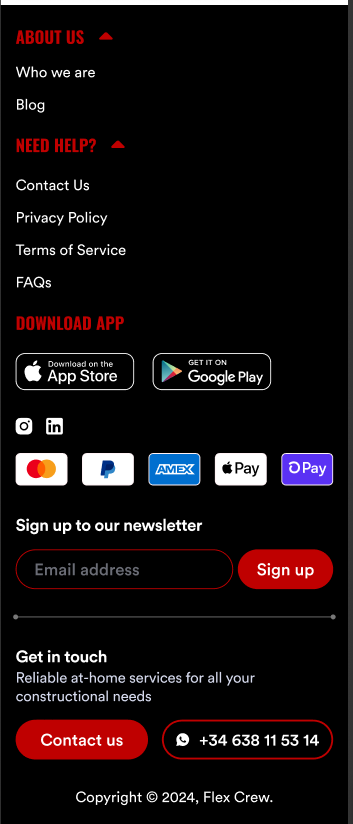 ABOUT US
Who we are
Blog
NEED HELP?
Contact Us
Privacy Policy
Terms of Service
FAQs
DOWNLOAD APP
Download on the
App Store
GET IT ON
Google Play
in
AMEX
Pay
Pay
Sign up to our newsletter
Email address
Sign up
Get in touch
Reliable at-home services for all your
constructional needs
Contact us
+34 638 11 53 14
Copyright © 2024, Flex Crew.